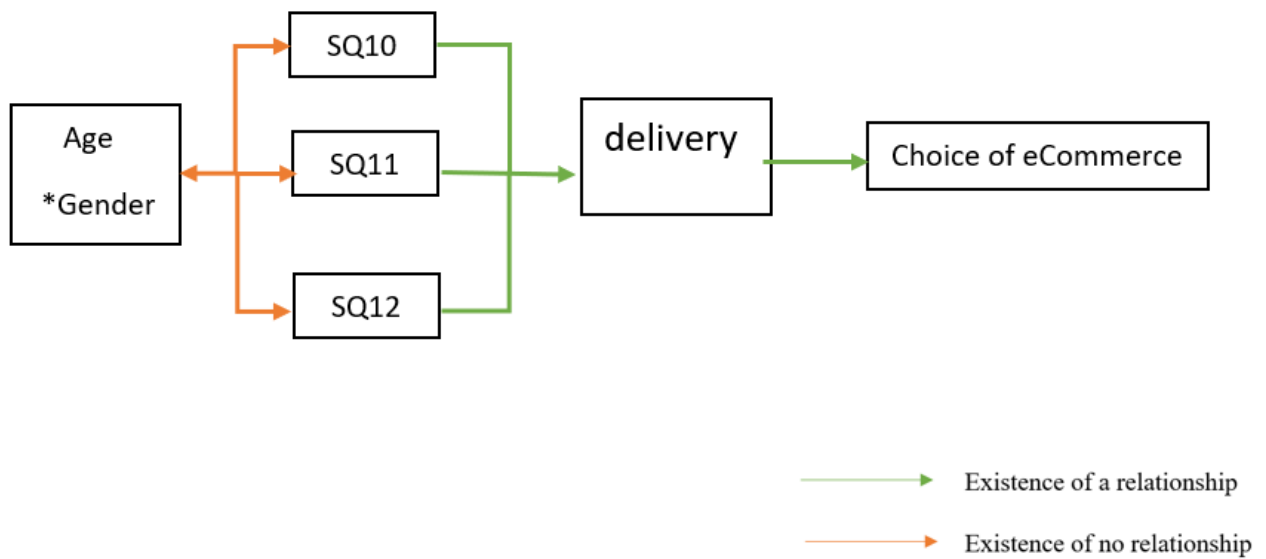 SQ10
Age
*Gender
SQ11
SQ12
delivery
Choice of eCommerce
Existence of a relationship
Existence of no relationship